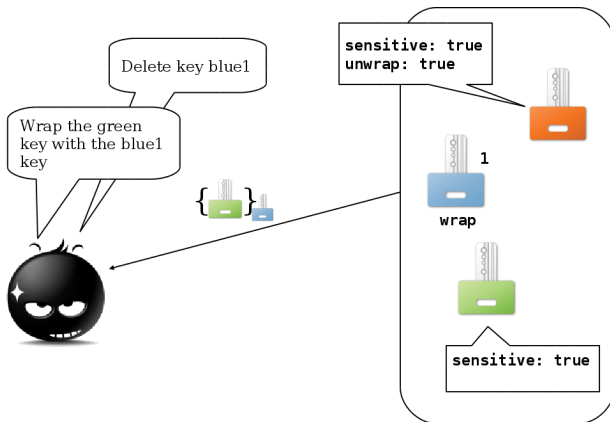 Delete key blue1
Wrap the green
key with the blue1
key
{ }
sensitive: true
unwrap: true
1
wrap
sensitive: true